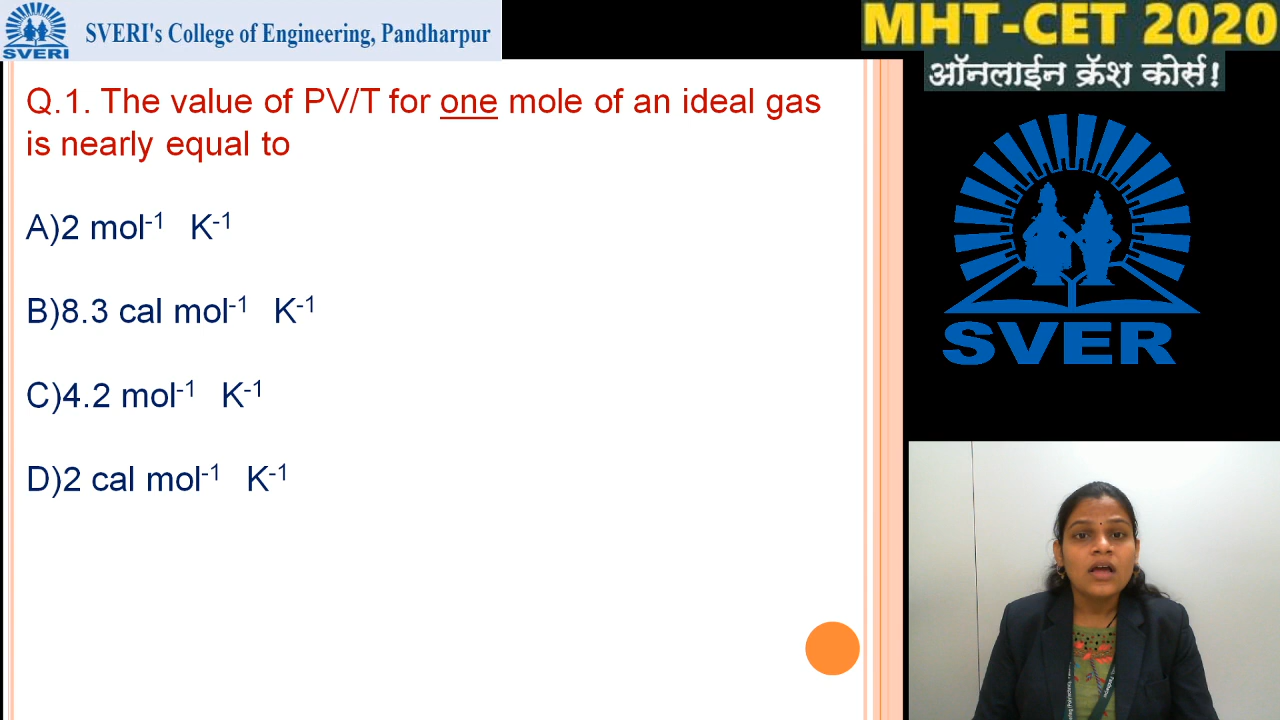 SVERI's College of Engineering, Pandharpur
SVERI
MHT-CET 2020
ऑनलाईन क्रॅश कोर्स!
Q.1. The value of PV/T for one mole of an ideal gas
is nearly equal to
A)2 mol⁻¹ K⁻¹
B)8.3 cal mol⁻¹ K⁻¹
C)4.2 mol⁻¹ K⁻¹
D)2 cal mol⁻¹ K⁻¹
SVER